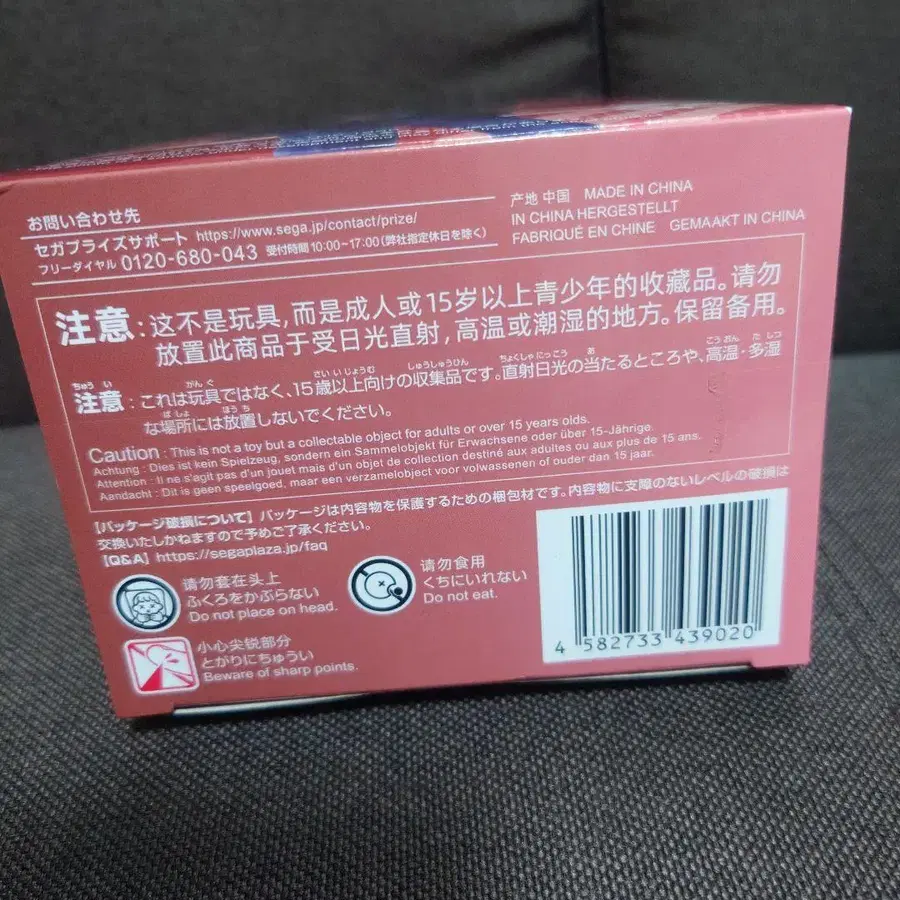 お問い合わせ先
セガプライズサポート https://www.sega.jp/contact/prize/
フリーダイヤル 0120-680-043 受付時間 10:00~17:00(弊社指定休日を除く)
产地 中国 MADE IN CHINA
IN CHINA HERGESTELLT
FABRIQUÉ EN CHINE GEMAAKT IN CHINA
注意:这不是玩具,而是成人或15岁以上青少年的收藏品。请勿
放置此商品于受日光直射,高温或潮湿的地方。保留备用。
注意:これは玩具ではなく、15歳以上向けの収集品です。直射日光の当たるところや、高温・多湿
な場所には放置しないでください。
Caution : This is not a toy but a collectable object for adults or over 15 years olds.
Achtung : Dies ist kein Spielzeug, sondern ein Sammelobjekt für Erwachsene oder über 15-Jährige.
Attention : Il ne s'agit pas d'un jouet mais d'un objet de collection destiné aux adultes ou aux plus de 15 ans.
Aandacht : Dit is geen speelgoed, maar een verzamelobject voor volwassenen of ouder dan 15 jaar.
【パッケージ破損について】パッケージは内容物を保護するための梱包材です。内容物に支障のないレベルの破損は
交換いたしかねますので予めご了承ください。
【Q&A】https://segaplaza.jp/faq
请勿套在头上
ふくろをかぶらない
Do not place on head.
请勿食用
くちにいれない
Do not eat.
小心尖锐部分
とがりにちゅうい
Beware of sharp points.
4 582733 439020